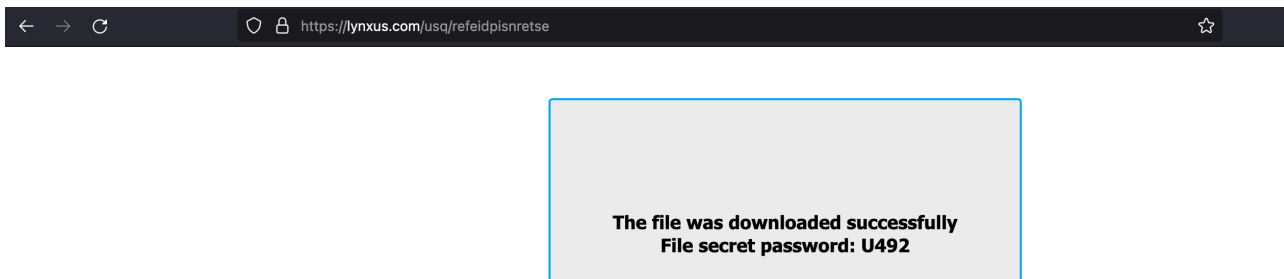 https://lynxus.com/usq/refeidpisnretse
The file was downloaded successfully
File secret password: U492